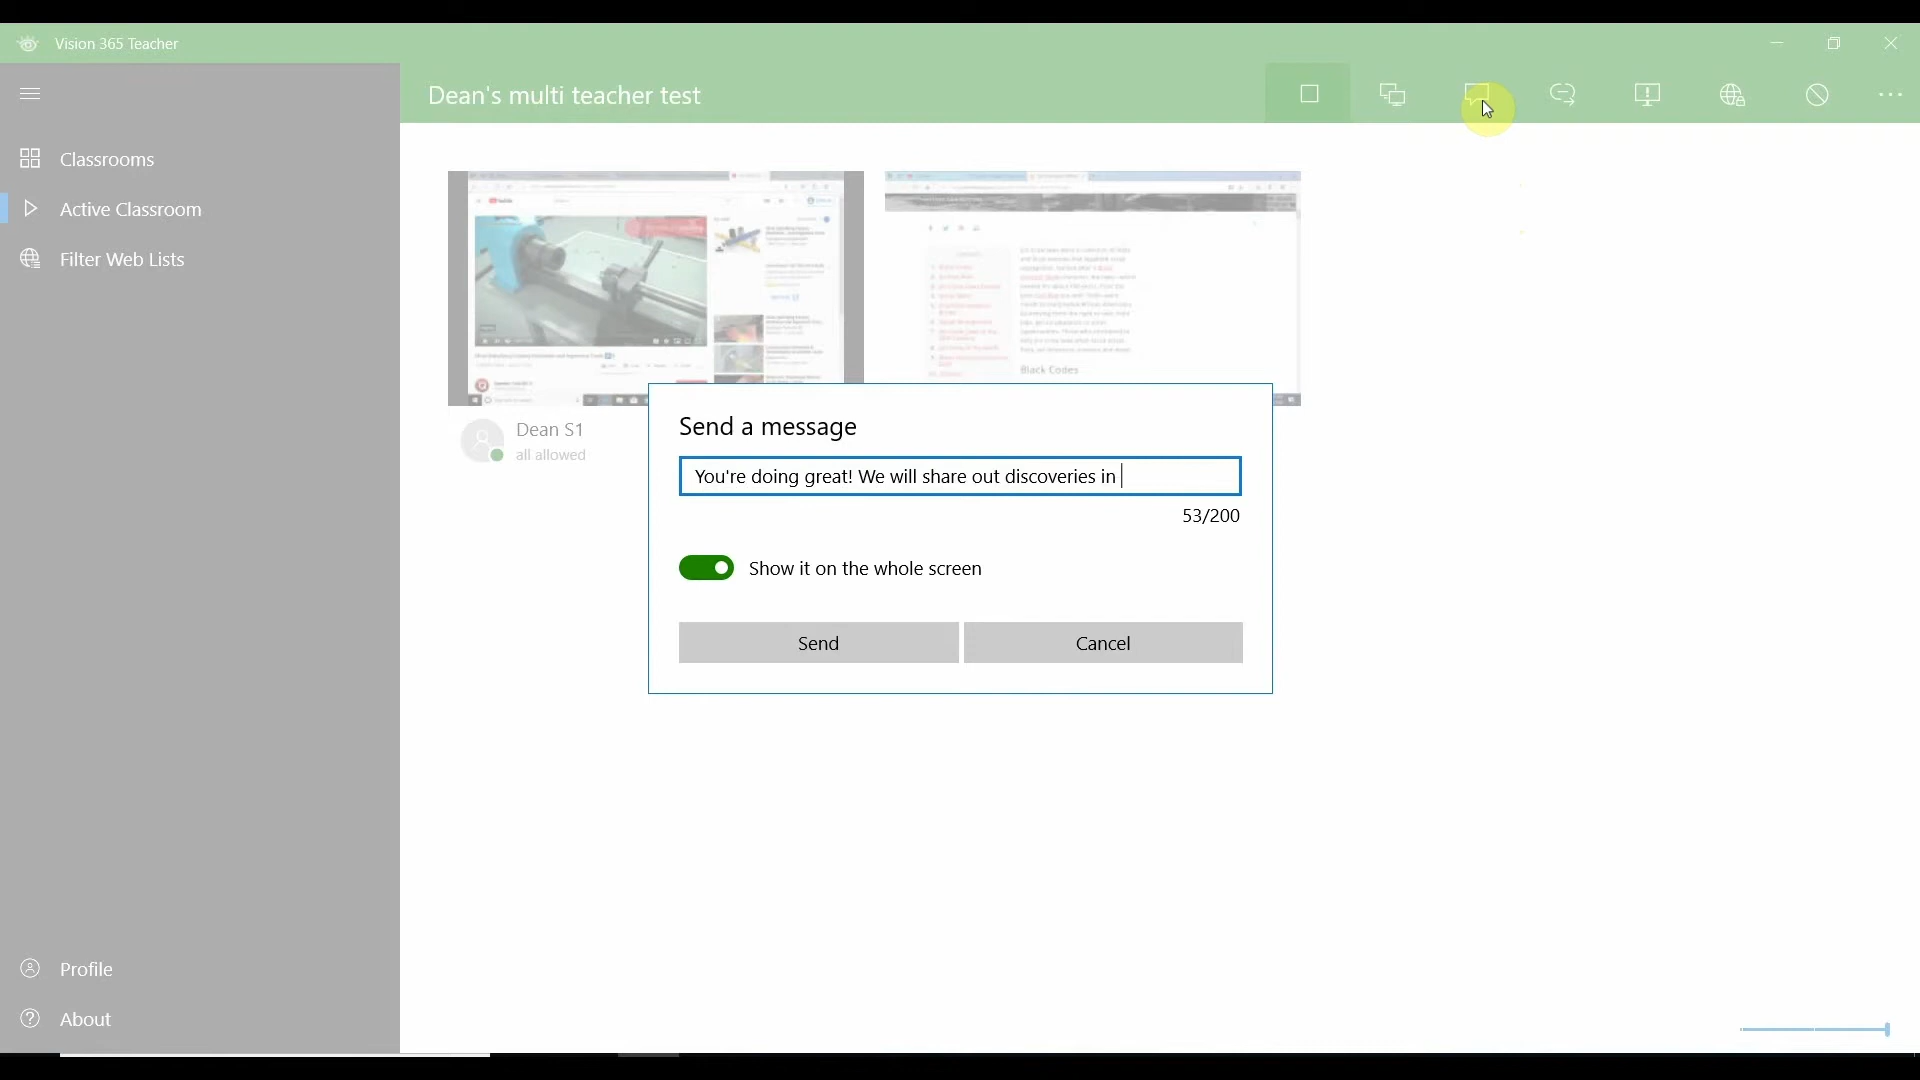 Vision 365 Teacher
Dean's multi teacher test
Classrooms
Active Classroom
Filter Web Lists
Black Codes
Dean S1
all allowed
Send a message
You're doing great! We will share out discoveries in
53/200
Show it on the whole screen
Send
Cancel
Profile
About